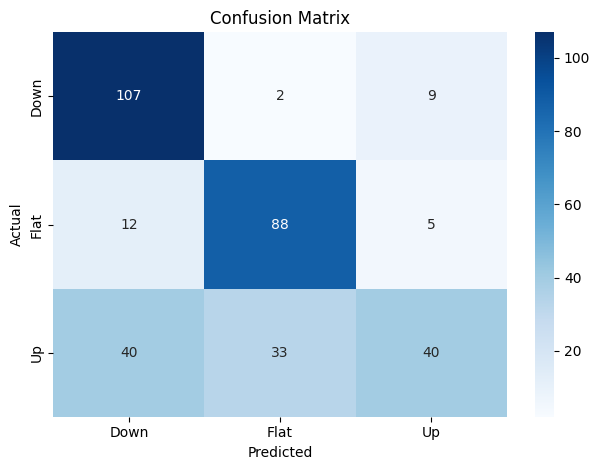 Confusion Matrix
Down 107 2 9
Flat 12 88 5
Up 40 33 40
Down Flat Up
Predicted
Actual
100
80
60
40
20